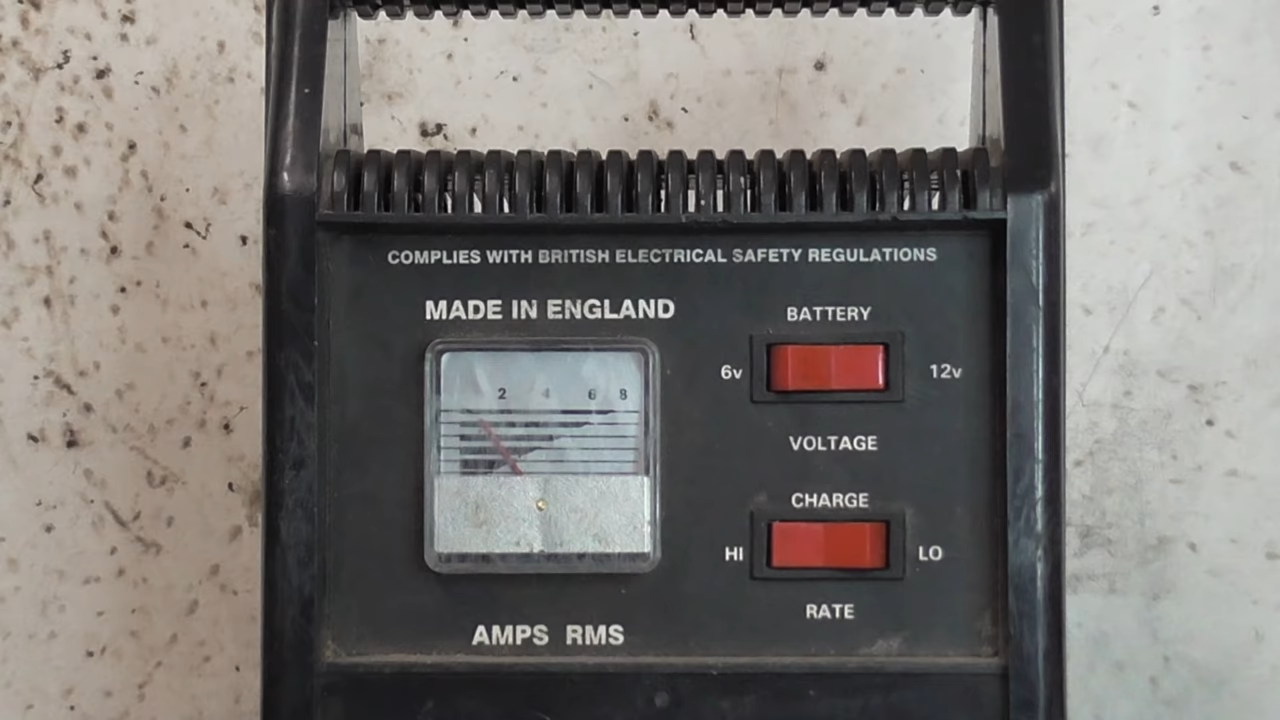 COMPLIES WITH BRITISH ELECTRICAL SAFETY REGULATIONS
MADE IN ENGLAND
2 4 6 8
AMPS RMS
BATTERY
6v 12v
VOLTAGE
CHARGE
HI LO
RATE